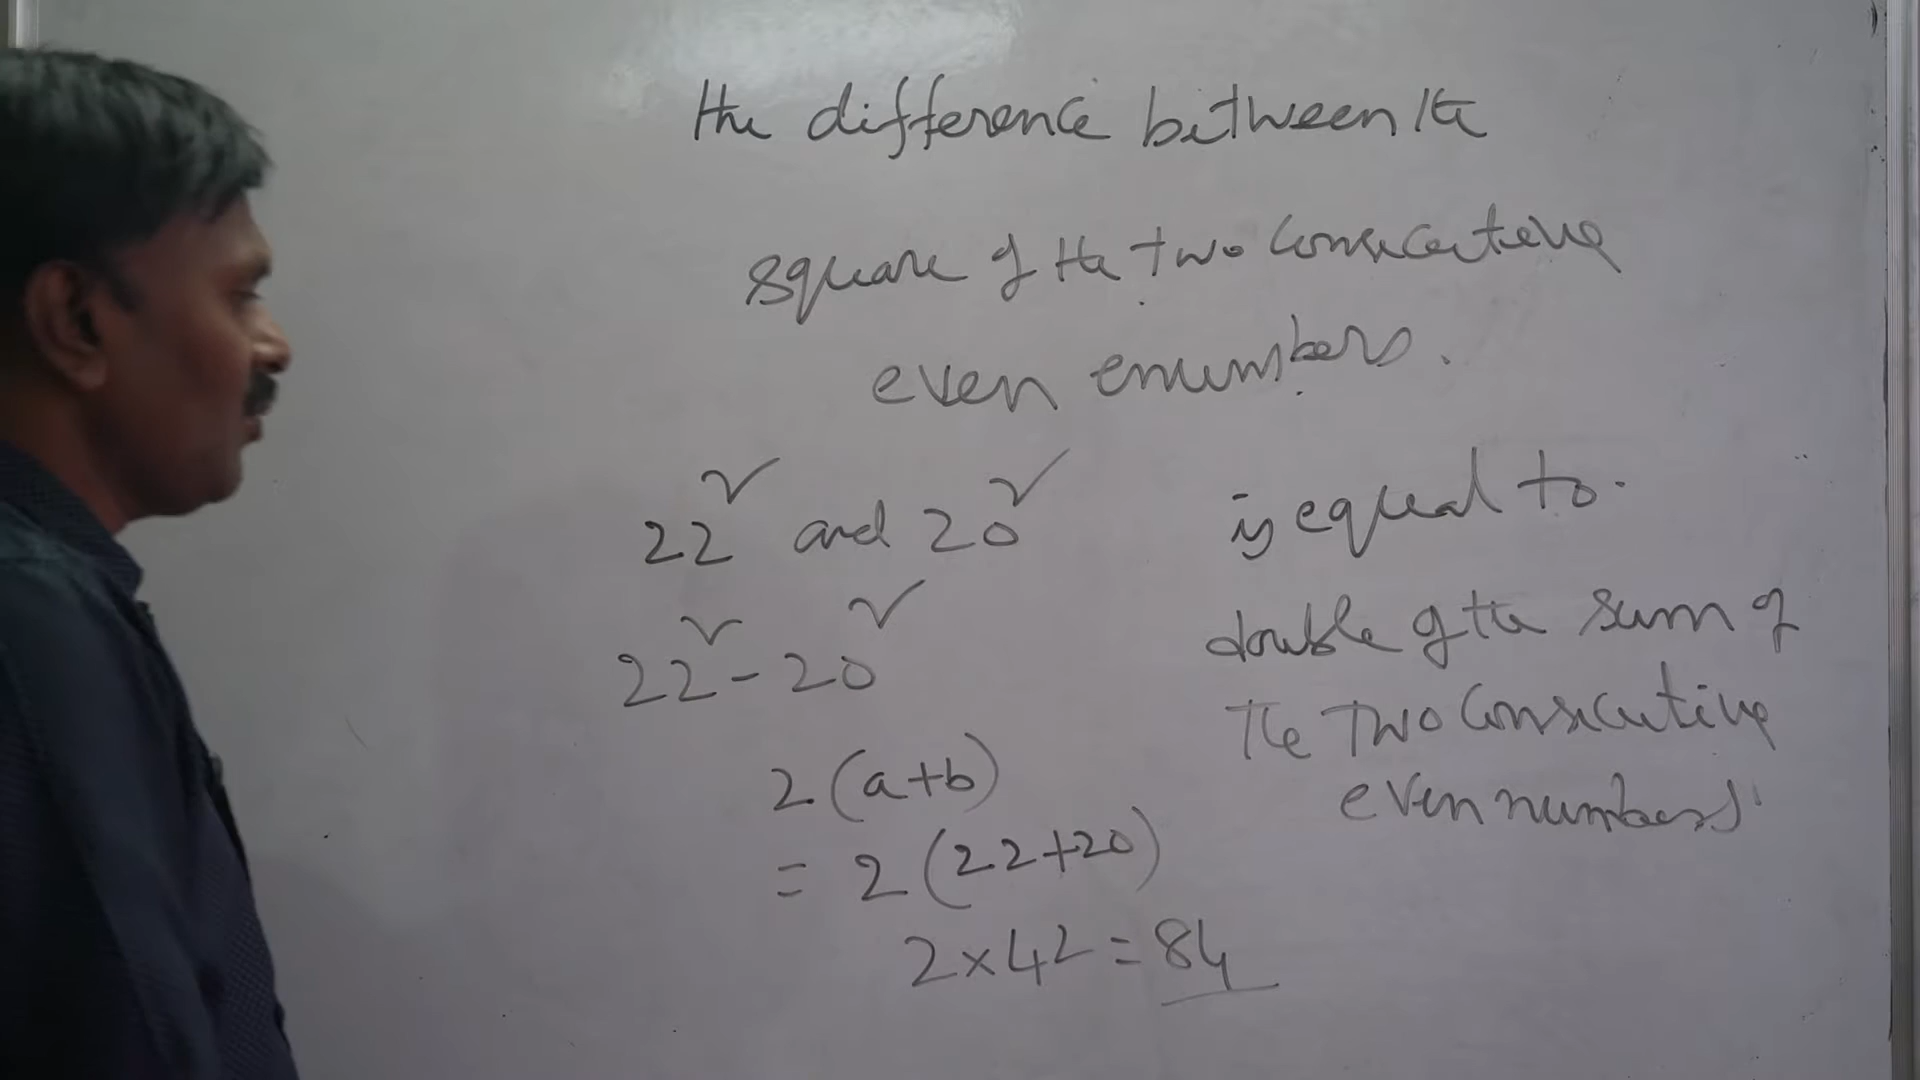 the difference between the
square of the two consecutive
even enumbers.
22² and 20²
22² - 20²
2(a+b)
= 2(22+20)
2×42=84
is equal to.
double of the sum of
the two consecutive
even numbers.